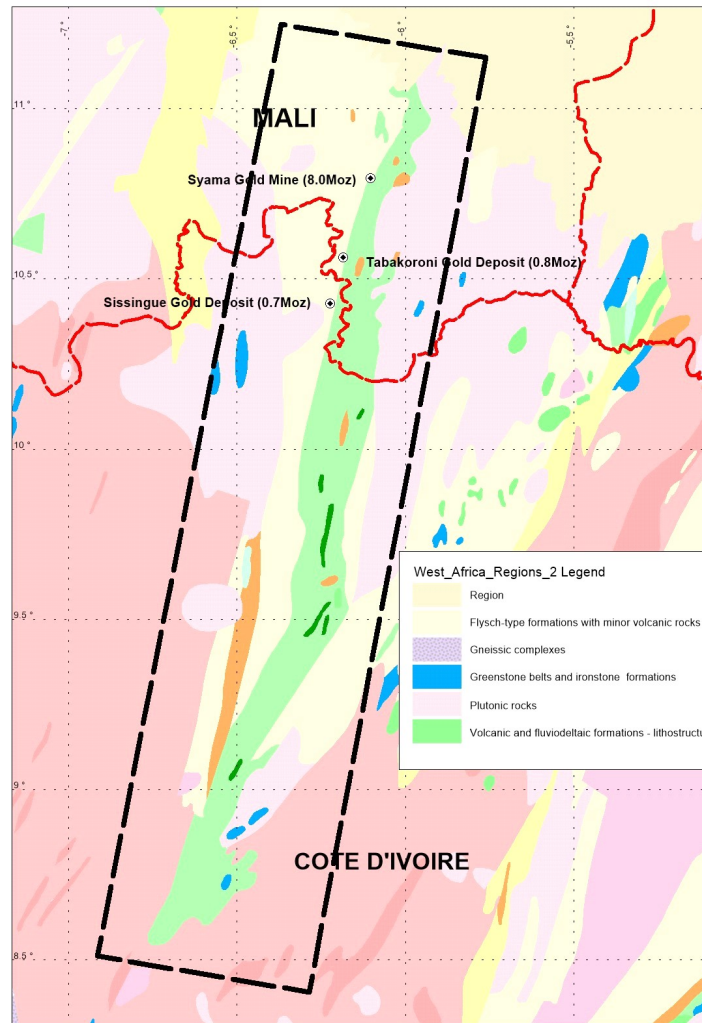 -7
-6,5
-6
-5,5
11 °
MALI
Syama Gold Mine (8.0Moz)
Tabakoroni Gold Deposit (0.8Moz)
10,5 °
Sissingue Gold Deposit (0.7Moz)
10 °
West_Africa_Regions_2 Legend
Region
9,5 °
Flysch-type formations with minor volcanic rocks
Gneissic complexes
Greenstone belts and ironstone formations
Plutonic rocks
Volcanic and fluviodeltaic formations - lithostructu
9 °
COTE D'IVOIRE
8,5 °